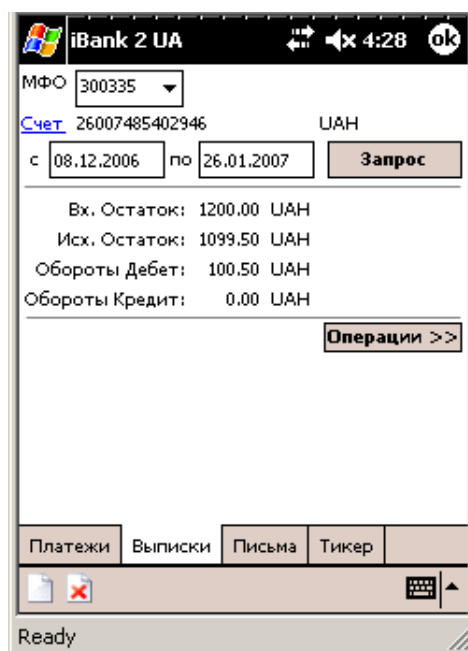 iBank 2 UA 4:28 ok
МФО 300335
Счет 26007485402946 UAH
с 08.12.2006 по 26.01.2007 Запрос
Вх. Остаток: 1200.00 UAH
Исх. Остаток: 1099.50 UAH
Обороты Дебет: 100.50 UAH
Обороты Кредит: 0.00 UAH
Операции >>
Платежи Выписки Письма Тикер
Ready